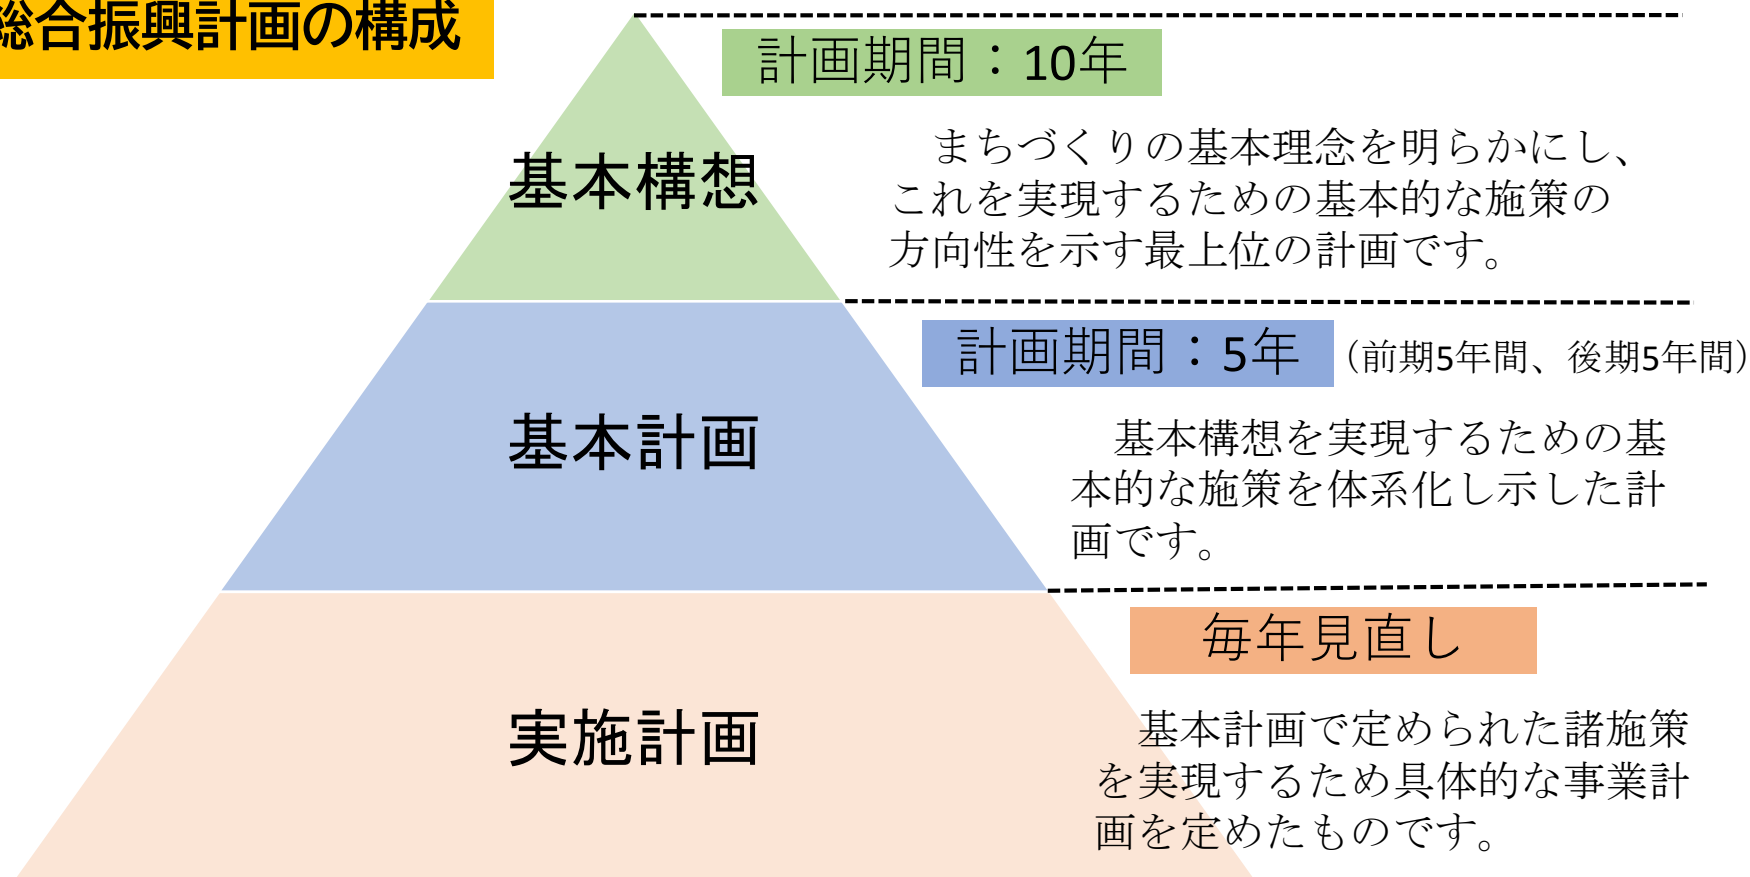 総合振興計画の構成
計画期間：10年
基本構想
まちづくりの基本理念を明らかにし、
これを実現するための基本的な施策の
方向性を示す最上位の計画です。
計画期間：5年
（前期5年間、後期5年間）
基本計画
基本構想を実現するための基
本的な施策を体系化し示した計
画です。
毎年見直し
実施計画
基本計画で定められた諸施策
を実現するため具体的な事業計
画を定めたものです。